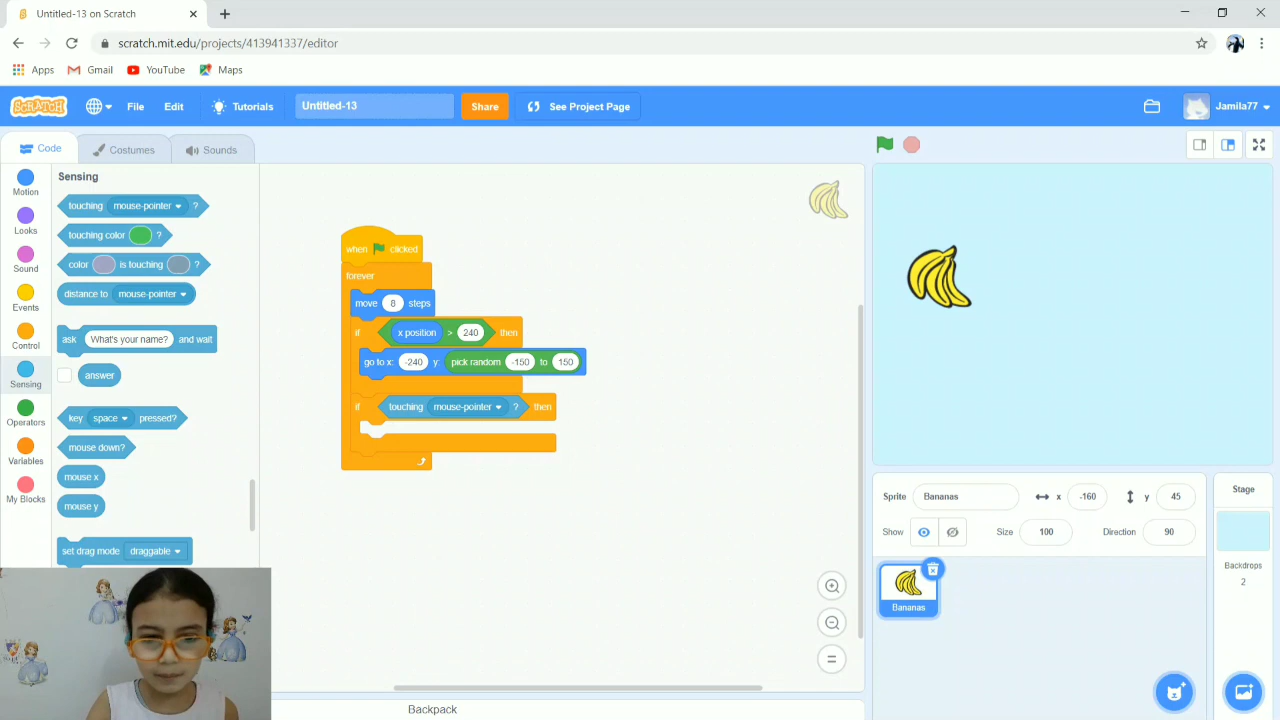 Untitled-13 on Scratch
scratch.mit.edu/projects/413941337/editor
Apps Gmail YouTube Maps
SCRATCH File Edit Tutorials Untitled-13 Share See Project Page Jamila77
Code Costumes Sounds
Motion
Looks
Sound
Events
Control
Sensing
Operators
Variables
My Blocks
Sensing
touching mouse-pointer ?
touching color ?
color is touching ?
distance to mouse-pointer
ask What's your name? and wait
answer
key space pressed?
mouse down?
mouse x
mouse y
set drag mode draggable
when clicked
forever
move 8 steps
if x position > 240 then
go to x: -240 y: pick random -150 to 150
if touching mouse-pointer ? then
Backpack
Sprite Bananas x -160 y 45
Show Size 100 Direction 90
Bananas
Stage
Backdrops
2